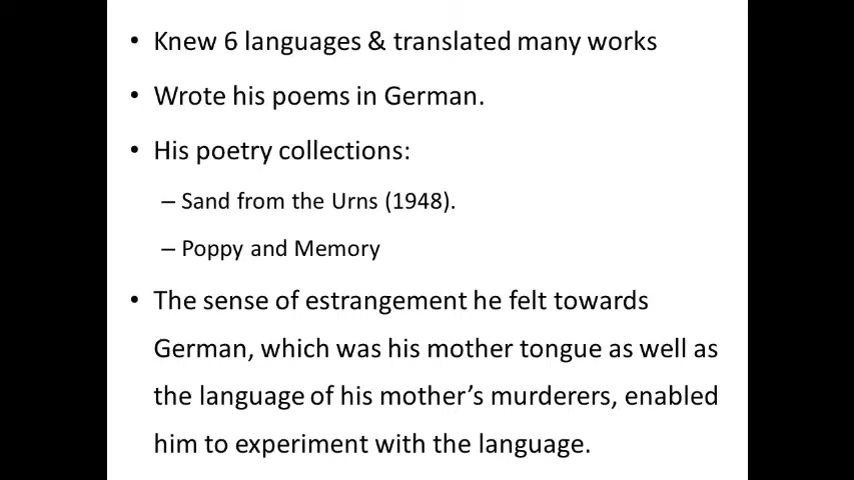 • Knew 6 languages & translated many works
• Wrote his poems in German.
• His poetry collections:
– Sand from the Urns (1948).
– Poppy and Memory
• The sense of estrangement he felt towards
German, which was his mother tongue as well as
the language of his mother’s murderers, enabled
him to experiment with the language.